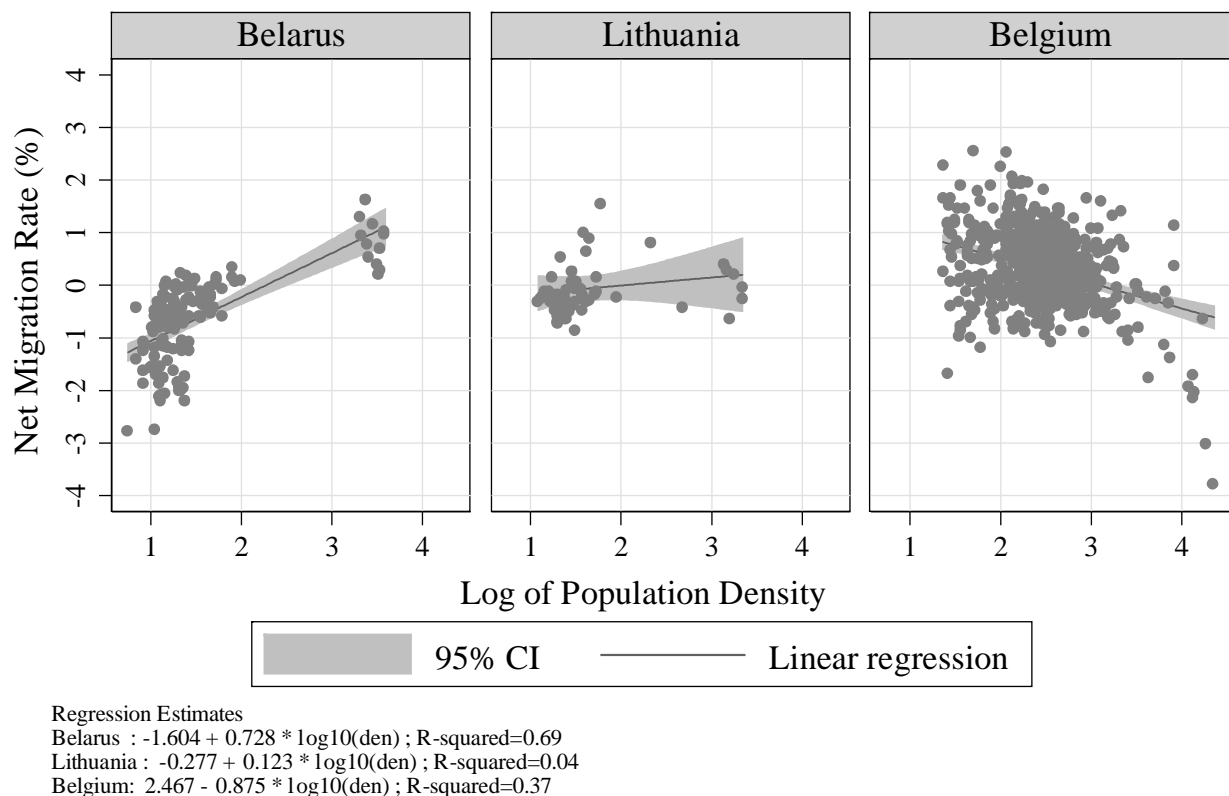 Belarus Lithuania Belgium
4
3
2
1
0
-1
-2
-3
-4
Net Migration Rate (%)
1 2 3 4 1 2 3 4 1 2 3 4
Log of Population Density
95% CI Linear regression
Regression Estimates
Belarus : -1.604 + 0.728 * log10(den) ; R-squared=0.69
Lithuania : -0.277 + 0.123 * log10(den) ; R-squared=0.04
Belgium: 2.467 - 0.875 * log10(den) ; R-squared=0.37